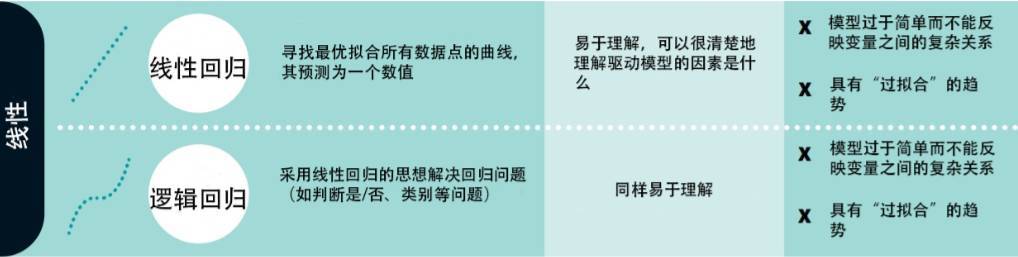 线性
线性回归
寻找最优拟合所有数据点的曲线，
其预测为一个数值
易于理解，可以很清楚地
理解驱动模型的因素是什
么
X 模型过于简单而不能反
映变量之间的复杂关系
X 具有“过拟合”的趋
势
逻辑回归
采用线性回归的思想解决回归问题
（如判断是/否、类别等问题）
同样易于理解
X 模型过于简单而不能反
映变量之间的复杂关系
X 具有“过拟合”的趋
势